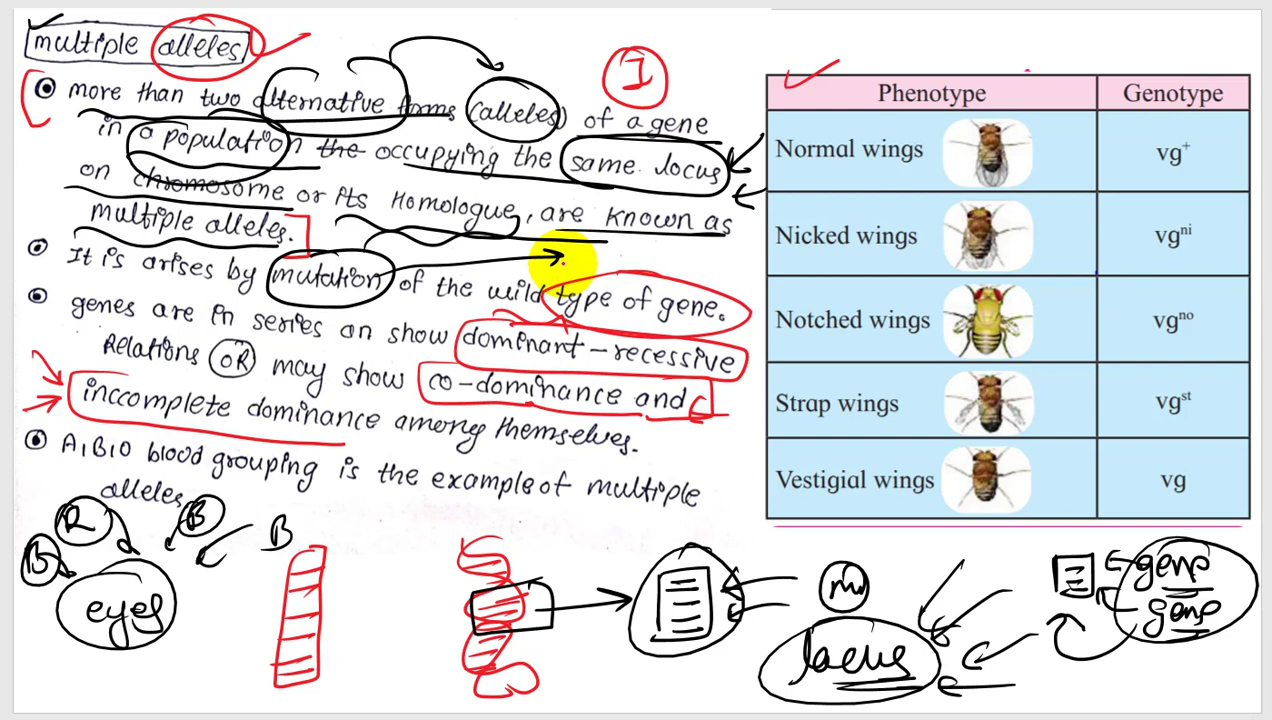 multiple alleles
more than two alternative forms (alleles) of a gene
in a population the occupying the same locus
on chromosome or its Homologue, are known as
multiple alleles.
It is arises by mutation of the wild type of gene.
genes are in series an show dominant-recessive
Relations OR may show co-dominance and
inccomplete dominance among themselves.
A,B,O blood grouping is the example of multiple
alleles
I
Phenotype Genotype
Normal wings vg+
Nicked wings vgni
Notched wings vgno
Strap wings vgst
Vestigial wings vg
R B B
B
eyes
locus
gene
gene